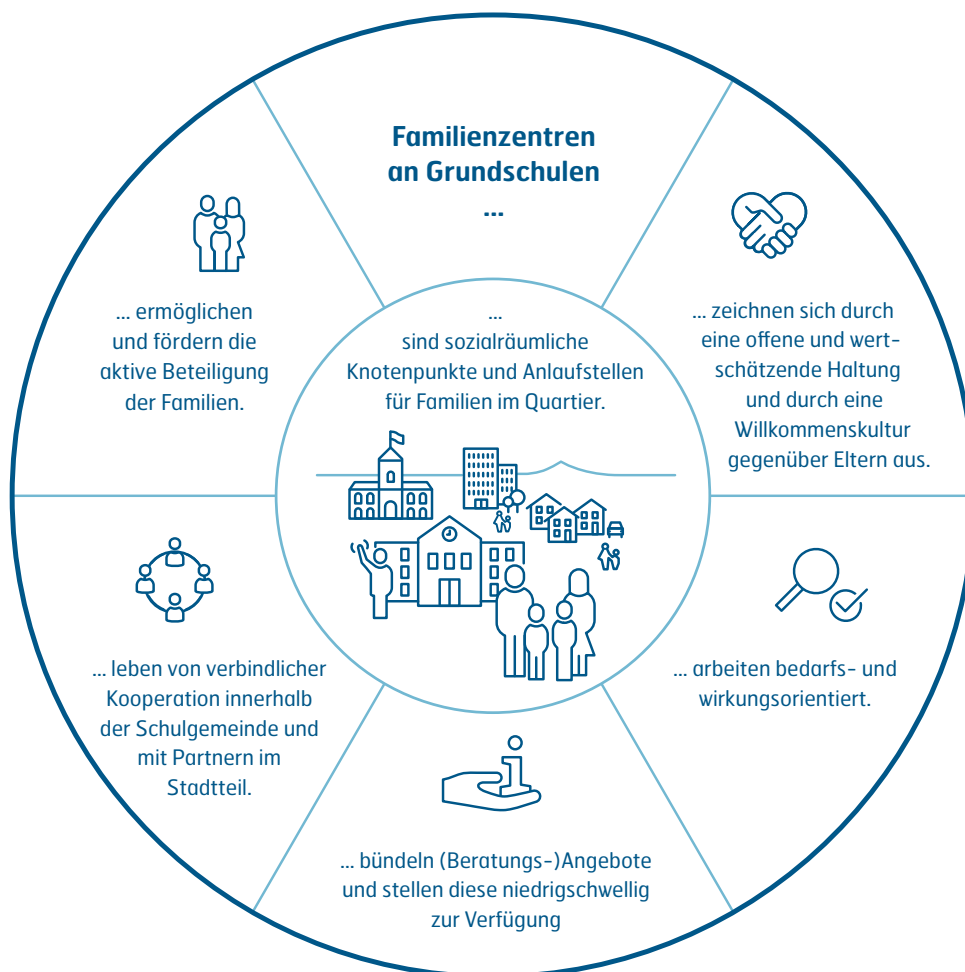 Familienzentren
an Grundschulen
...
...
sind sozialräumliche
Knotenpunkte und Anlaufstellen
für Familien im Quartier.
... zeichnen sich durch
eine offene und wert-
schätzende Haltung
und durch eine
Willkommenskultur
gegenüber Eltern aus.
... arbeiten bedarfs- und
wirkungsorientiert.
... bündeln (Beratungs-)Angebote
und stellen diese niedrigschwellig
zur Verfügung
... leben von verbindlicher
Kooperation innerhalb
der Schulgemeinde und
mit Partnern im
Stadtteil.
... ermöglichen
und fördern die
aktive Beteiligung
der Familien.